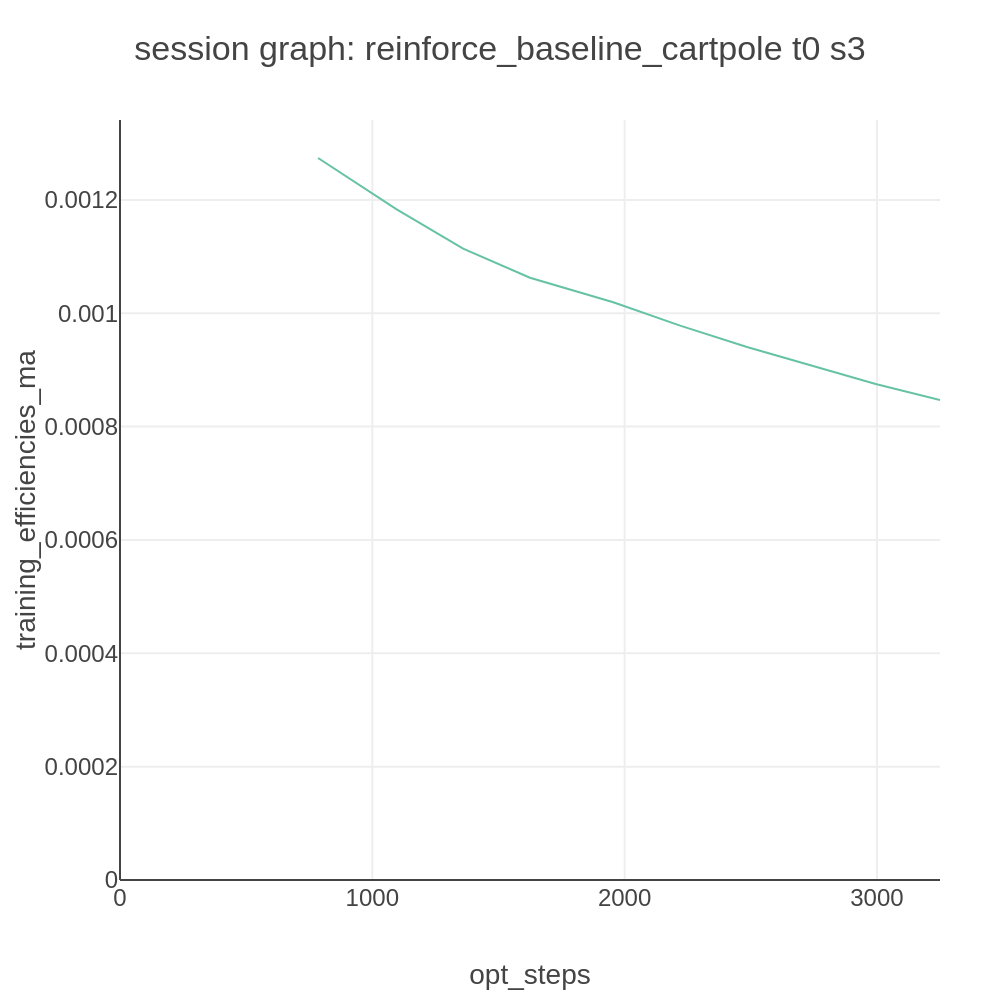 session graph: reinforce_baseline_cartpole t0 s3
training_efficiencies_ma
0.0012
0.001
0.0008
0.0006
0.0004
0.0002
0
0 1000 2000 3000
opt_steps